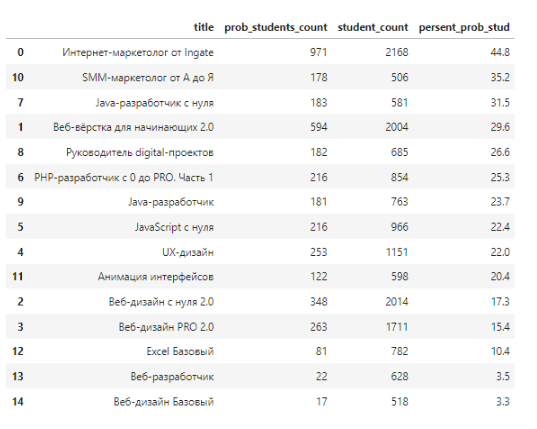 title prob_students_count student_count persent_prob_stud
0 Интернет-маркетолог от Ingate 971 2168 44.8
10 SMM-маркетолог от А до Я 178 506 35.2
7 Java-разработчик с нуля 183 581 31.5
1 Веб-вёрстка для начинающих 2.0 594 2004 29.6
8 Руководитель digital-проектов 182 685 26.6
6 PHP-разработчик с 0 до PRO. Часть 1 216 854 25.3
9 Java-разработчик 181 763 23.7
5 JavaScript с нуля 216 966 22.4
4 UX-дизайн 253 1151 22.0
11 Анимация интерфейсов 122 598 20.4
2 Веб-дизайн с нуля 2.0 348 2014 17.3
3 Веб-дизайн PRO 2.0 263 1711 15.4
12 Excel Базовый 81 782 10.4
13 Веб-разработчик 22 628 3.5
14 Веб-дизайн Базовый 17 518 3.3